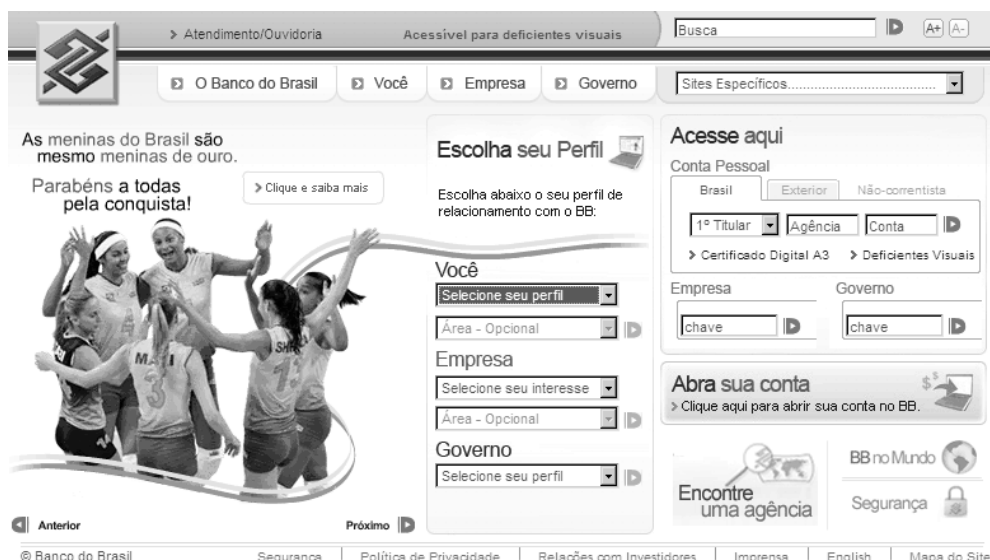 Atendimento/Ouvidoria
Acessível para deficientes visuais
Busca
A+ A-
O Banco do Brasil
Você
Empresa
Governo
Sites Específicos.....................................
As meninas do Brasil são
mesmo meninas de ouro.
Parabéns a todas
pela conquista!
Clique e saiba mais
MARI
3
13
Anterior
Próximo
Escolha seu Perfil
Escolha abaixo o seu perfil de
relacionamento com o BB:
Você
Selecione seu perfil
Área - Opcional
Empresa
Selecione seu interesse
Área - Opcional
Governo
Selecione seu perfil
Acesse aqui
Conta Pessoal
Brasil
Exterior
Não-correntista
1º Titular
Agência
Conta
Certificado Digital A3
Deficientes Visuais
Empresa
Governo
chave
chave
Abra sua conta
Clique aqui para abrir sua conta no BB.
$ $
Encontre
uma agência
BB no Mundo
Segurança
© Banco do Brasil
Segurança
Política de Privacidade
Relações com Investidores
Imprensa
English
Mapa do Site